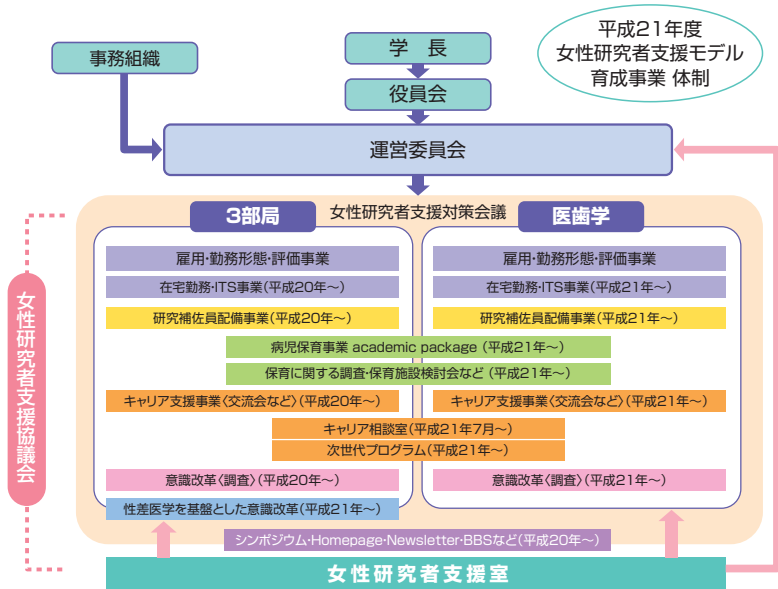 平成21年度
女性研究者支援モデル
育成事業 体制
学 長
事務組織
役員会
運営委員会
女性研究者支援対策会議
3部局
医歯学
雇用・勤務形態・評価事業
雇用・勤務形態・評価事業
在宅勤務・ITS事業(平成20年〜)
在宅勤務・ITS事業(平成21年〜)
研究補佐員配備事業(平成20年〜)
研究補佐員配備事業(平成21年〜)
病児保育事業 academic package (平成21年〜)
保育に関する調査・保育施設検討会など (平成21年〜)
キャリア支援事業〈交流会など〉(平成20年〜)
キャリア支援事業〈交流会など〉(平成21年〜)
キャリア相談室(平成21年7月〜)
次世代プログラム(平成21年〜)
意識改革〈調査〉(平成20年〜)
意識改革〈調査〉(平成21年〜)
性差医学を基盤とした意識改革(平成21年〜)
シンポジウム・Homepage・Newsletter・BBSなど(平成20年〜)
女性研究者支援室
女性研究者支援協議会